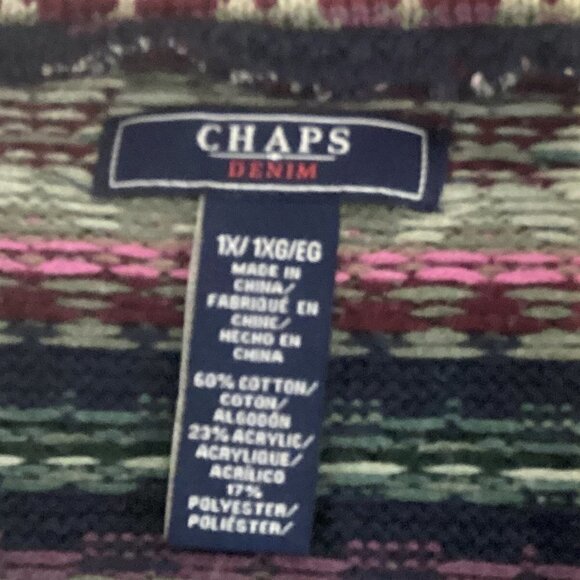 CHAPS
DENIM
1X/ 1XG/EG
MADE IN
CHINA/
FABRIQUÉ EN
CHINE/
HECHO EN
CHINA
60% COTTON/
COTON/
ALGODÓN
23% ACRYLIC/
ACRYLIQUE/
ACRÍLICO
17%
POLYESTER/
POLIÉSTER/